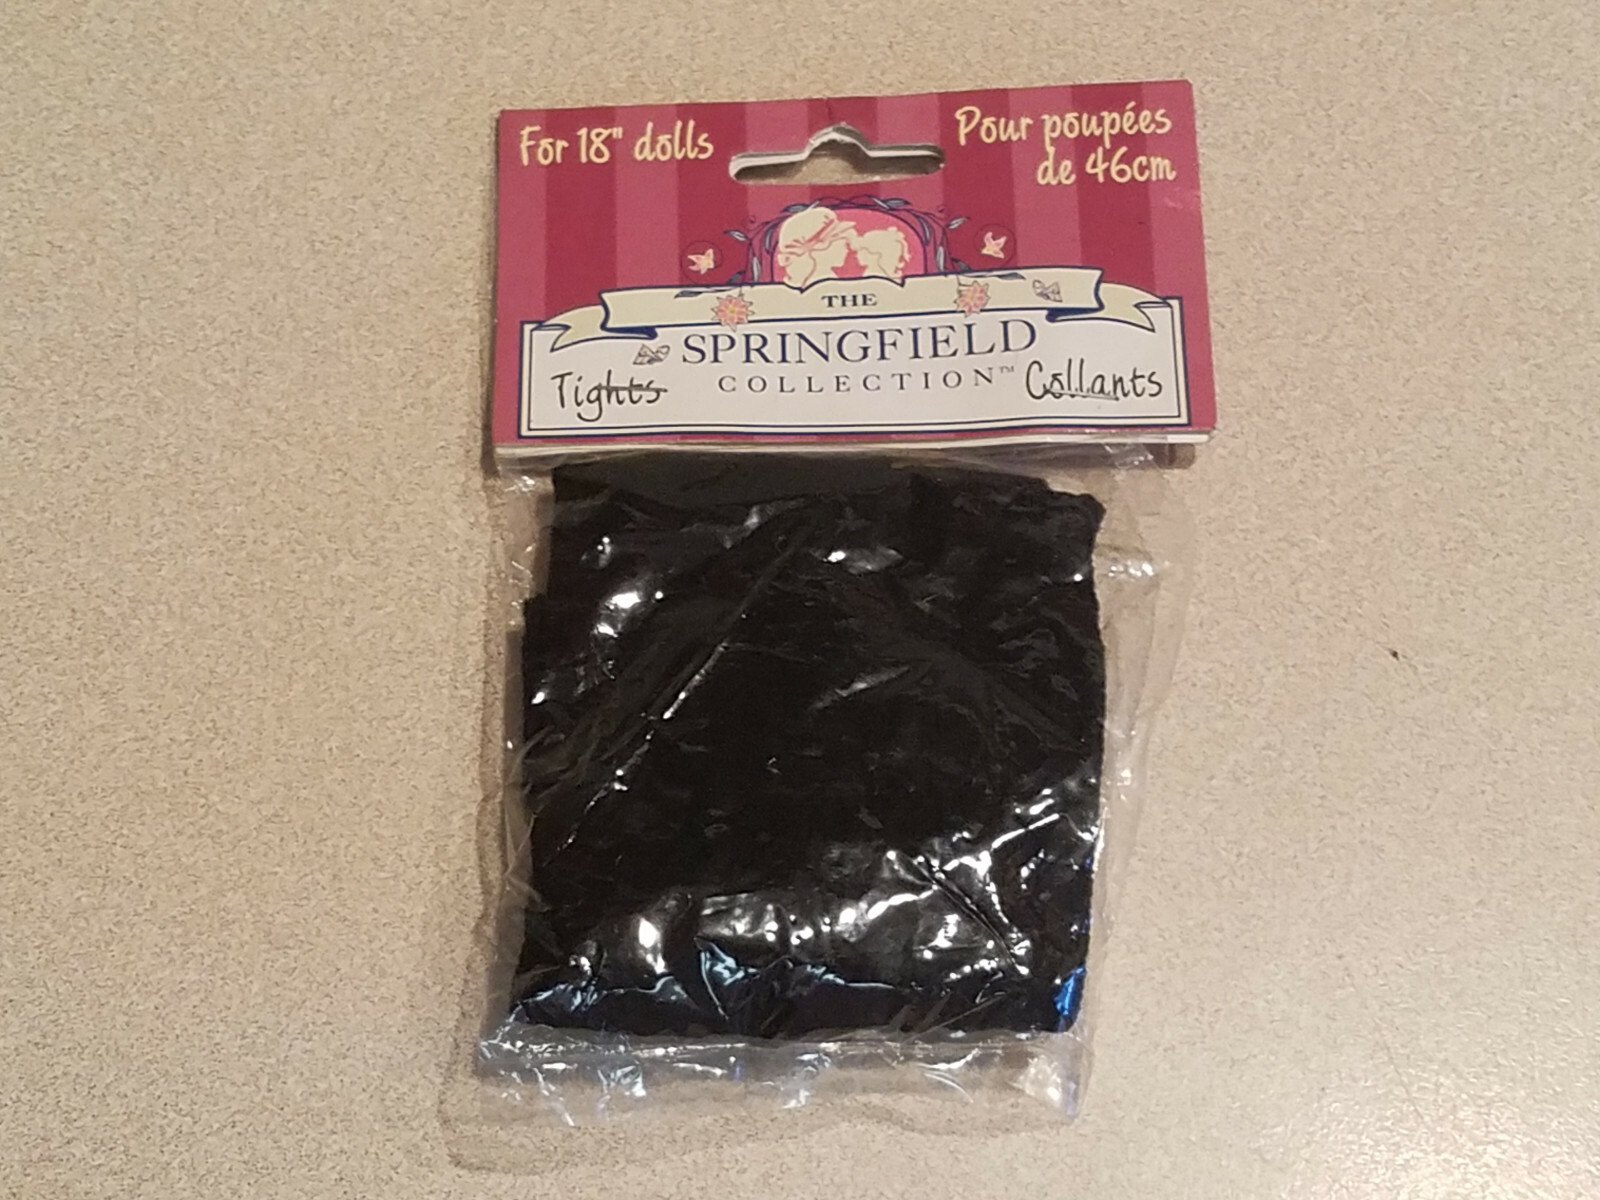 For 18" dolls
Pour poupées
de 46cm
THE
SPRINGFIELD
COLLECTION™
Tights
Collants